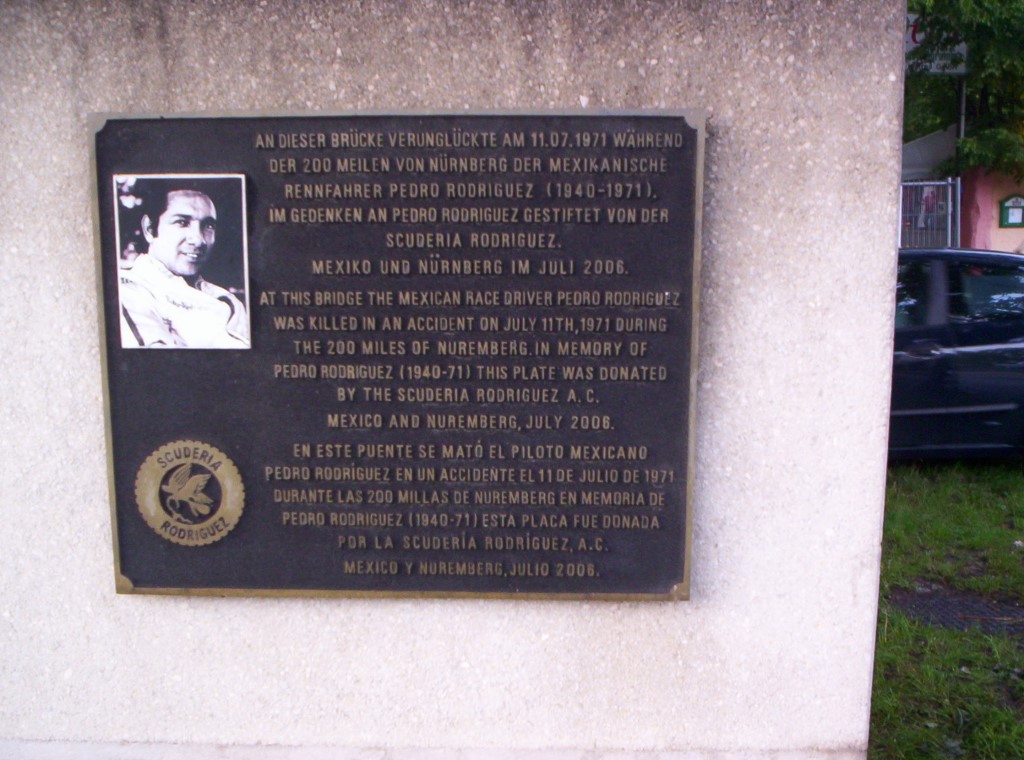 AN DIESER BRÜCKE VERUNGLÜCKTE AM 11.07.1971 WÄHREND
DER 200 MEILEN VON NÜRNBERG DER MEXIKANISCHE
RENNFAHRER PEDRO RODRIGUEZ (1940-1971).
IM GEDENKEN AN PEDRO RODRIGUEZ GESTIFTET VON DER
SCUDERIA RODRIGUEZ.
MEXIKO UND NÜRNBERG IM JULI 2006.
AT THIS BRIDGE THE MEXICAN RACE DRIVER PEDRO RODRIGUEZ
WAS KILLED IN AN ACCIDENT ON JULY 11TH,1971 DURING
THE 200 MILES OF NUREMBERG. IN MEMORY OF
PEDRO RODRIGUEZ (1940-71) THIS PLATE WAS DONATED
BY THE SCUDERIA RODRIGUEZ A.C.
MEXICO AND NUREMBERG, JULY 2006.
EN ESTE PUENTE SE MATÓ EL PILOTO MEXICANO
PEDRO RODRÍGUEZ EN UN ACCIDENTE EL 11 DE JULIO DE 1971
DURANTE LAS 200 MILLAS DE NUREMBERG EN MEMORIA DE
PEDRO RODRIGUEZ (1940-71) ESTA PLACA FUE DONADA
POR LA SCUDERÍA RODRÍGUEZ, A.C.
MEXICO Y NUREMBERG, JULIO 2006.
SCUDERIA
RODRIGUEZ